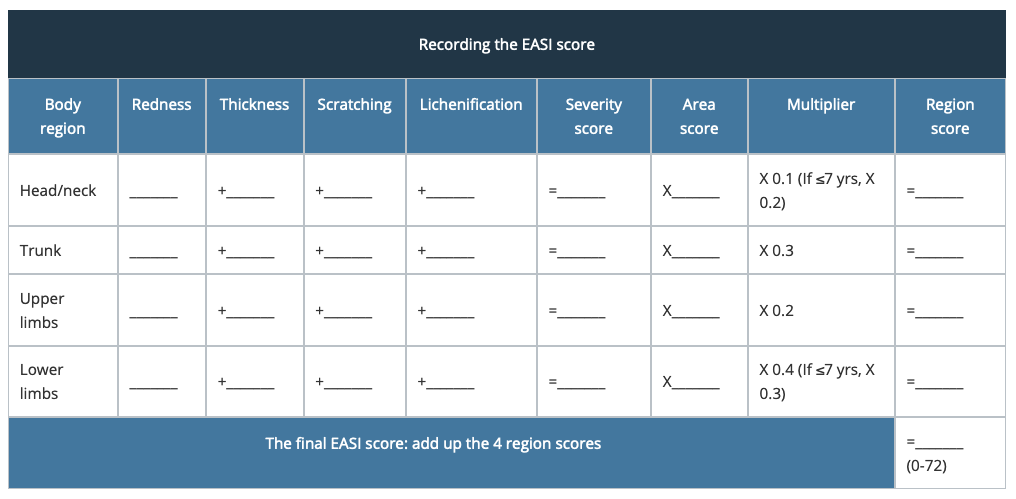 Recording the EASI score
Body region Redness Thickness Scratching Lichenification Severity score Area score Multiplier Region score
Head/neck ______ +______ +______ +______ =______ X______ X 0.1 (If ≤7 yrs, X 0.2) =______
Trunk ______ +______ +______ +______ =______ X______ X 0.3 =______
Upper limbs ______ +______ +______ +______ =______ X______ X 0.2 =______
Lower limbs ______ +______ +______ +______ =______ X______ X 0.4 (If ≤7 yrs, X 0.3) =______
The final EASI score: add up the 4 region scores =______ (0-72)